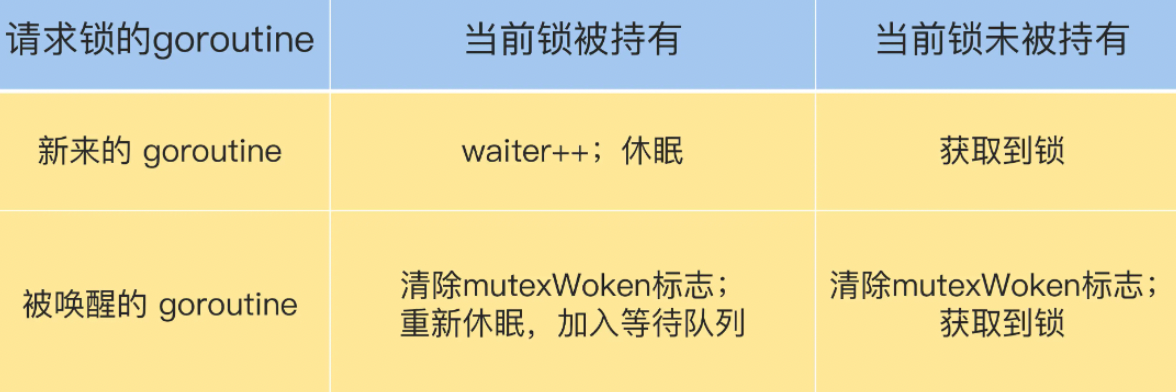 请求锁的goroutine
当前锁被持有
当前锁未被持有
新来的 goroutine
waiter++；休眠
获取到锁
被唤醒的 goroutine
清除mutexWoken标志；
重新休眠，加入等待队列
清除mutexWoken标志；
获取到锁